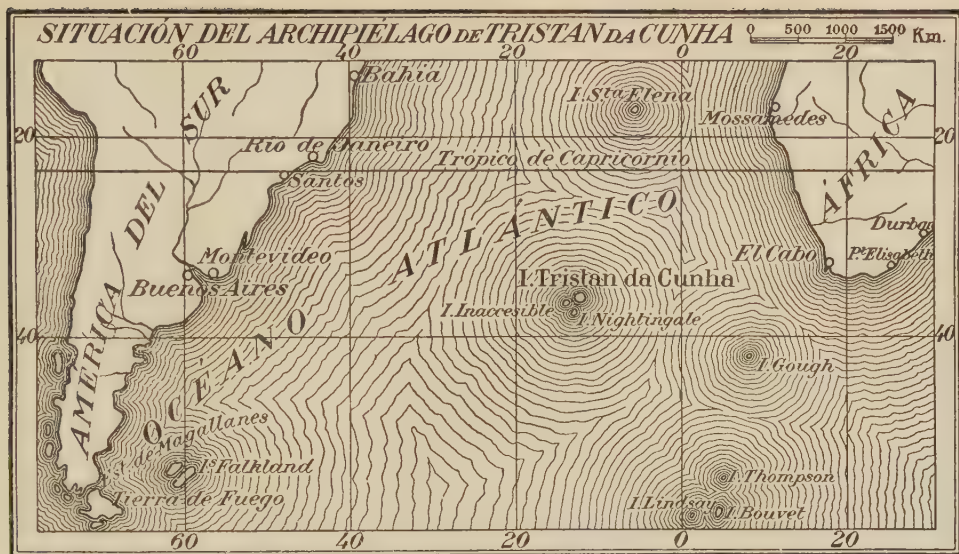 SITUACIÓN DEL ARCHIPIÉLAGO DE TRISTAN DA CUNHA
0 500 1000 1500 Km.
60 40 20 0 20
Bahia
I. Sta Elena
Mossamedes
20 20
Rio de Janeiro
Trópico de Capricornio
Santos
AMÉRICA DEL SUR
ÁFRICA
OCÉANO ATLÁNTICO
Durban
Montevideo
El Cabo
Pt Elisabeth
Buenos Aires
I. Tristan da Cunha
I. Inaccesible
I. Nightingale
40 40
I. Gough
de Magallanes
Is Falkland
I. Thompson
Tierra de Fuego
I. Lindsay
I. Bouvet
60 40 20 0 20